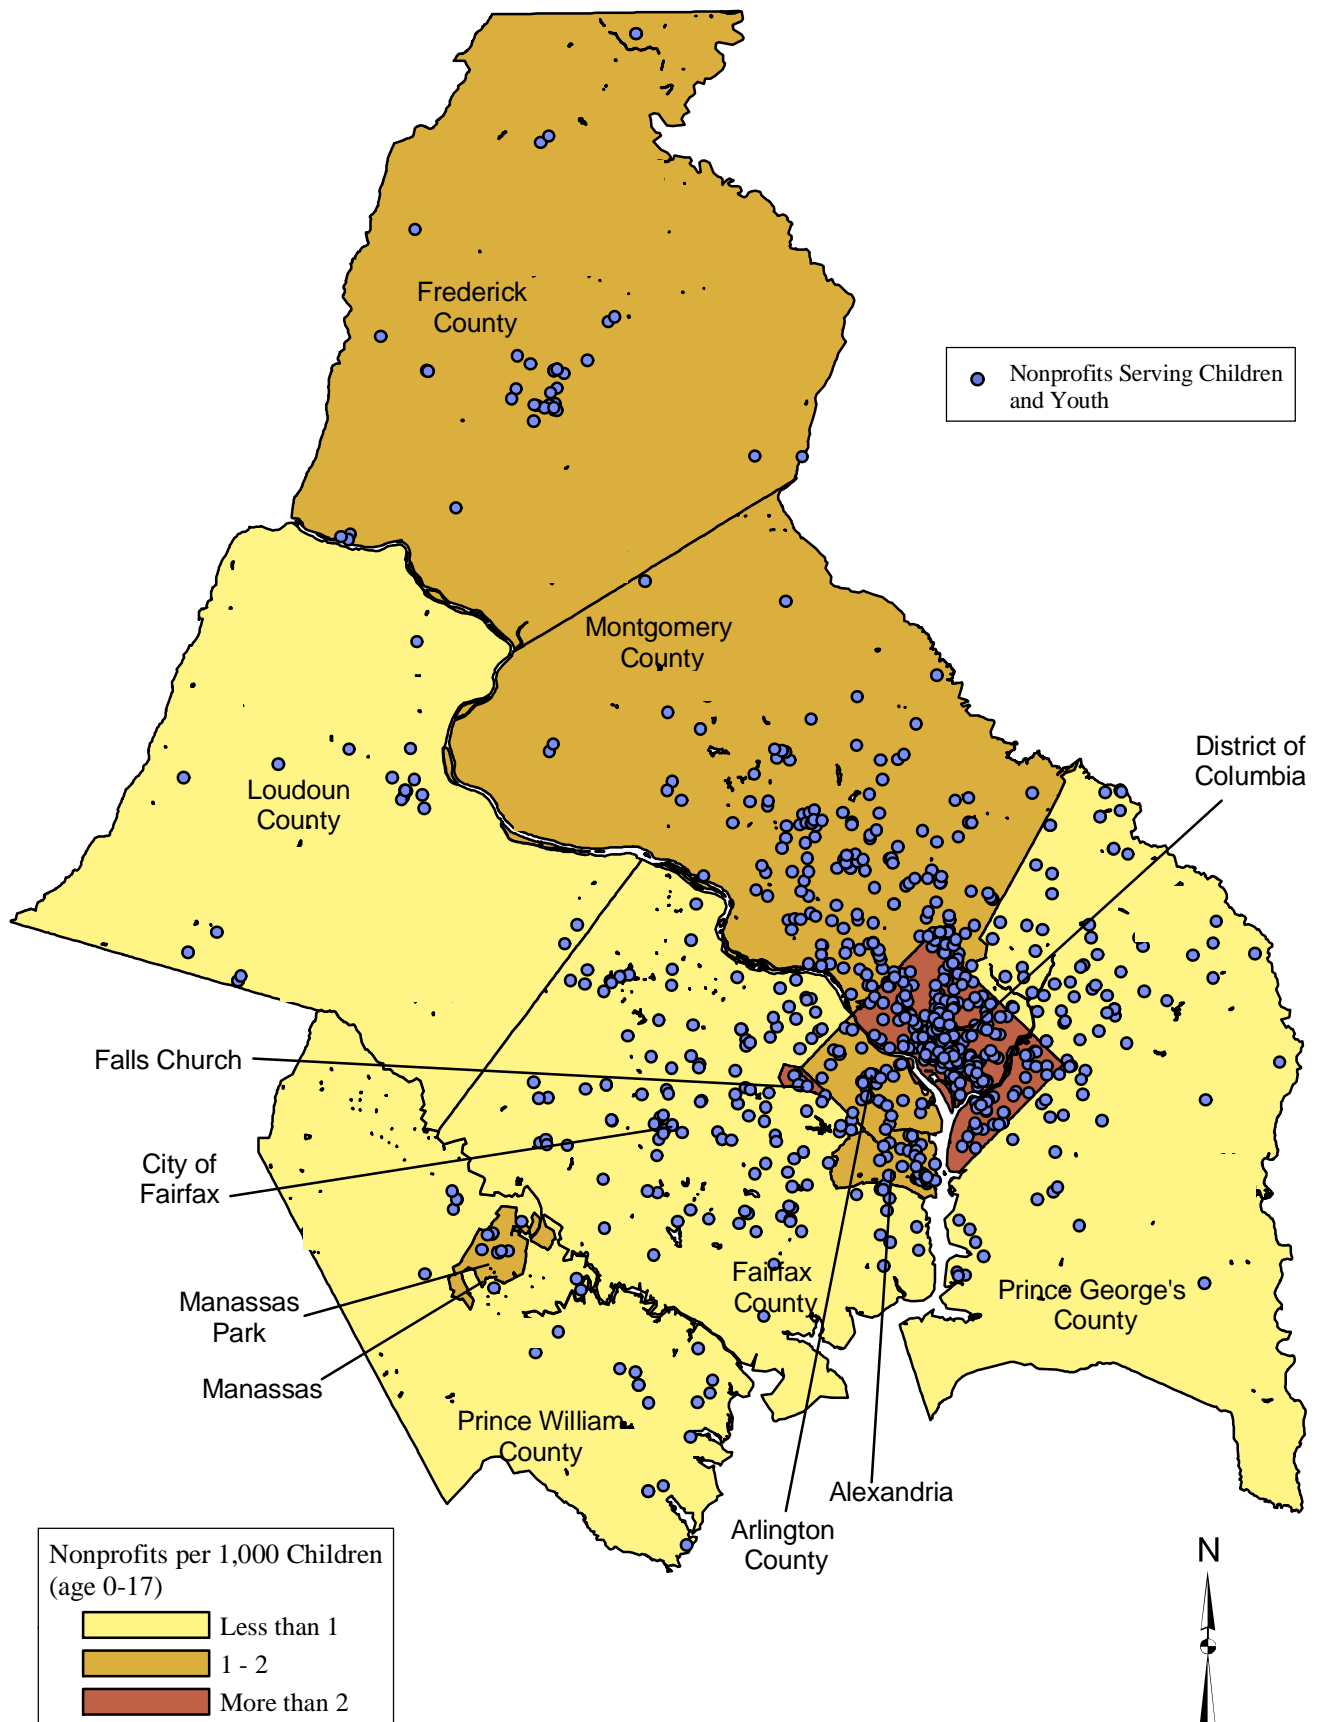 Frederick
County
Nonprofits Serving Children
and Youth
Montgomery
County
District of
Columbia
Loudoun
County
Falls Church
City of
Fairfax
Fairfax
County
Prince George's
County
Manassas
Park
Manassas
Prince William
County
Alexandria
Arlington
County
N
Nonprofits per 1,000 Children
(age 0-17)
Less than 1
1 - 2
More than 2